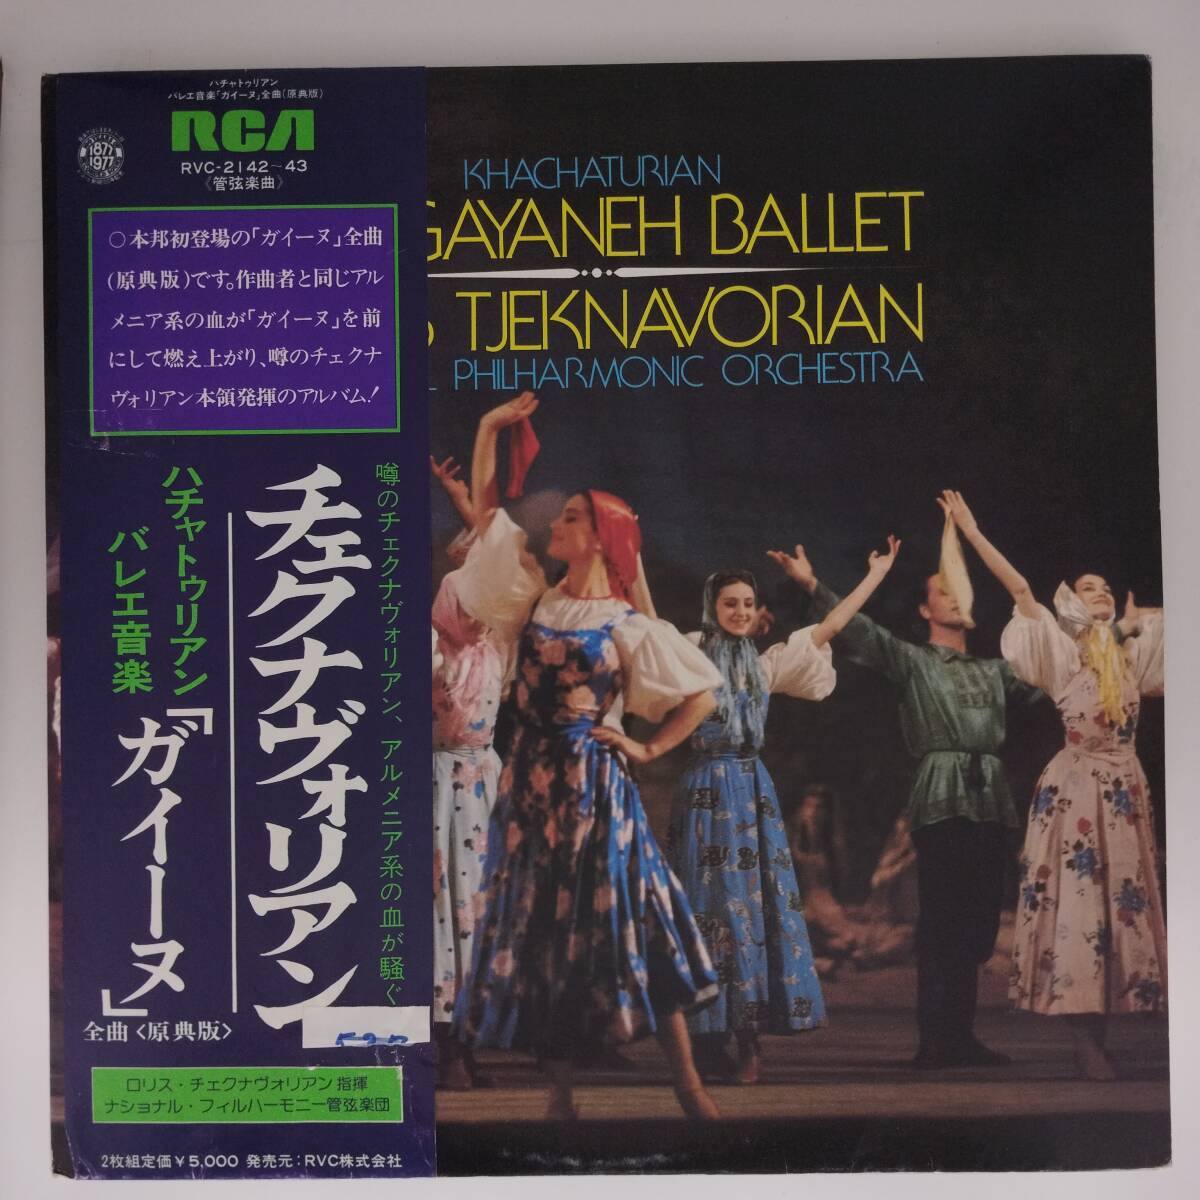 ハチャトゥリアン
バレエ音楽「ガイーヌ」全曲(原典版)
RCA
1877
1977
RVC-2142~43
《管弦楽曲》
○本邦初登場の「ガイーヌ」全曲
(原典版)です。作曲者と同じアル
メニア系の血が「ガイーヌ」を前
にして燃え上がり、噂のチェクナ
ヴォリアン本領発揮のアルバム!
噂のチェクナヴォリアン、アルメニア系の血が騒ぐ
チェクナヴォリアン
ハチャトゥリアン
バレエ音楽
「ガイーヌ」
全曲〈原典版〉
ロリス・チェクナヴォリアン指揮
ナショナル・フィルハーモニー管弦楽団
2枚組定価¥5,000 発売元:RVC株式会社
KHACHATURIAN
GAYANEH BALLET
TJEKNAVORIAN
PHILHARMONIC ORCHESTRA